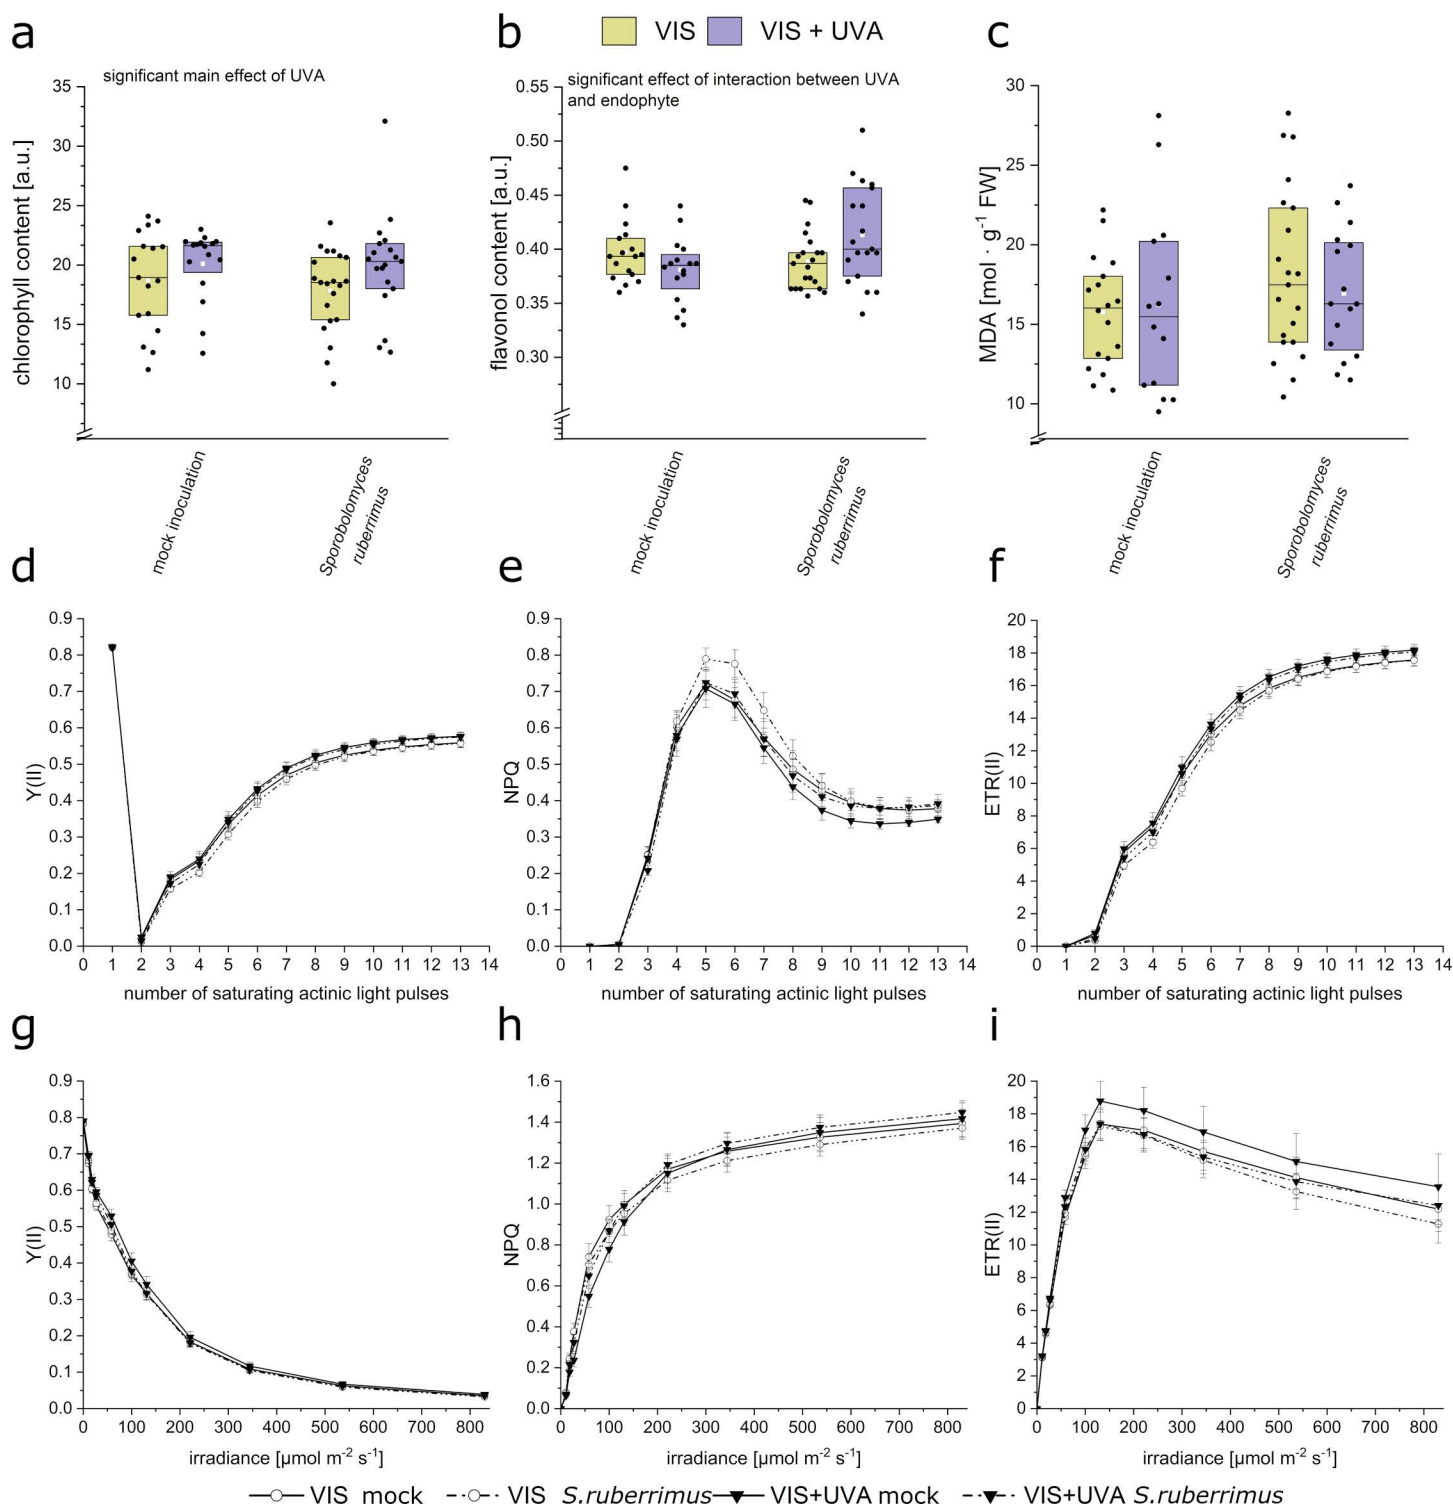 a
b
VIS
VIS + UVA
c
significant main effect of UVA
significant effect of interaction between UVA
and endophyte
chlorophyll content [a.u.]
35
30
25
20
15
10
mock inoculation
Sporobolomyces
ruberrimus
flavonol content [a.u.]
0.55
0.50
0.45
0.40
0.35
0.30
mock inoculation
Sporobolomyces
ruberrimus
MDA [mol · g⁻¹ FW]
30
25
20
15
10
mock inoculation
Sporobolomyces
ruberrimus
d
Y(II)
0.9
0.8
0.7
0.6
0.5
0.4
0.3
0.2
0.1
0.0
0 1 2 3 4 5 6 7 8 9 10 11 12 13 14
number of saturating actinic light pulses
e
NPQ
0.9
0.8
0.7
0.6
0.5
0.4
0.3
0.2
0.1
0.0
0 1 2 3 4 5 6 7 8 9 10 11 12 13 14
number of saturating actinic light pulses
f
ETR(II)
20
18
16
14
12
10
8
6
4
2
0
0 1 2 3 4 5 6 7 8 9 10 11 12 13 14
number of saturating actinic light pulses
g
Y(II)
0.9
0.8
0.7
0.6
0.5
0.4
0.3
0.2
0.1
0.0
0 100 200 300 400 500 600 700 800
irradiance [µmol m⁻² s⁻¹]
h
NPQ
1.6
1.4
1.2
1.0
0.8
0.6
0.4
0.2
0.0
0 100 200 300 400 500 600 700 800
irradiance [µmol m⁻² s⁻¹]
i
ETR(II)
20
18
16
14
12
10
8
6
4
2
0
0 100 200 300 400 500 600 700 800
irradiance [µmol m⁻² s⁻¹]
VIS mock
VIS S.ruberrimus
VIS+UVA mock
VIS+UVA S.ruberrimus